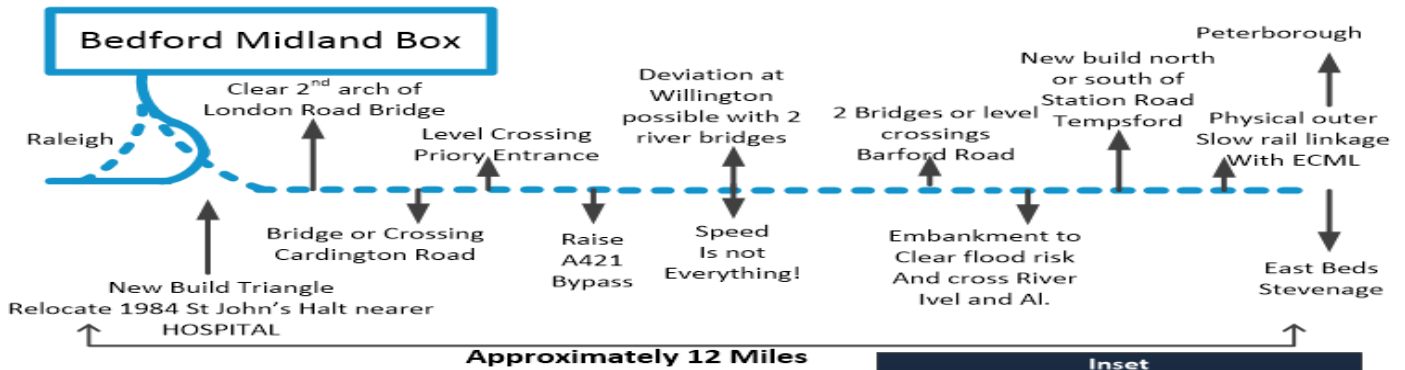 Bedford Midland Box
Raleigh
Clear 2nd arch of
London Road Bridge
Level Crossing
Priory Entrance
Deviation at
Willington
possible with 2
river bridges
2 Bridges or level
crossings
Barford Road
New build north
or south of
Station Road
Tempsford
Peterborough
Physical outer
Slow rail linkage
With ECML
New Build Triangle
Relocate 1984 St John's Halt nearer
HOSPITAL
Bridge or Crossing
Cardington Road
Raise
A421
Bypass
Speed
Is not
Everything!
Embankment to
Clear flood risk
And cross River
Ivel and Al.
East Beds
Stevenage
Approximately 12 Miles
Inset